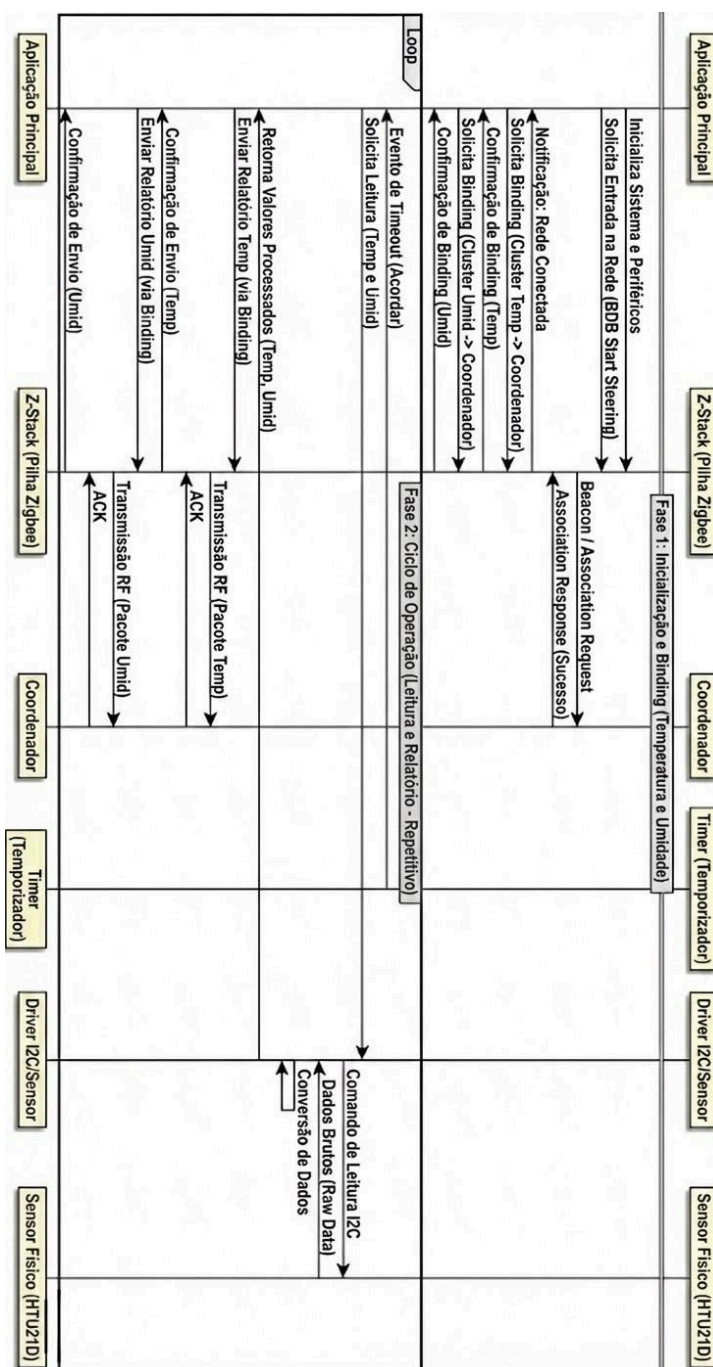 Aplicação Principal
Z-Stack (Pilha Zigbee)
Coordenador
Timer (Temporizador)
Driver I2C/Sensor
Sensor Fisico (HTU21D)
Fase 1: Inicialização e Binding (Temperatura e Umidade)
Inicializa Sistema e Periféricos
Solicita Entrada na Rede (BDB Start Steering)
Beacon / Association Request
Association Response (Sucesso)
Notificação: Rede Conectada
Solicita Binding (Cluster Temp -> Coordenador)
Confirmação de Binding (Temp)
Solicita Binding (Cluster Umid -> Coordenador)
Confirmação de Binding (Umid)
Loop
Fase 2: Ciclo de Operação (Leitura e Relatório - Repetitivo)
Evento de Timeout (Acordar)
Solicita Leitura (Temp e Umid)
Comando de Leitura I2C
Dados Brutos (Raw Data)
Conversão de Dados
Retorna Valores Processados (Temp, Umid)
Enviar Relatório Temp (via Binding)
Transmissão RF (Pacote Temp)
ACK
Confirmação de Envio (Temp)
Enviar Relatório Umid (via Binding)
Transmissão RF (Pacote Umid)
ACK
Confirmação de Envio (Umid)
Aplicação Principal
Z-Stack (Pilha Zigbee)
Coordenador
Timer
(Temporizador)
Driver I2C/Sensor
Sensor Fisico (HTU21D)